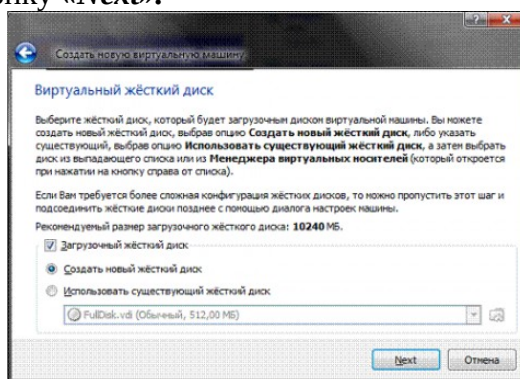 «Next».
Создать новую виртуальную машину
Виртуальный жёсткий диск
Выберите жёсткий диск, который будет загрузочным диском виртуальной машины. Вы можете
создать новый жёсткий диск, выбрав опцию Создать новый жёсткий диск, либо указать
существующий, выбрав опцию Использовать существующий жёсткий диск, а затем выбрать
диск из выпадающего списка или из Менеджера виртуальных носителей (который откроется
при нажатии на кнопку справа от списка).
Если Вам требуется более сложная конфигурация жёстких дисков, то можно пропустить этот шаг и
подсоединить жёсткие диски позднее с помощью диалога настроек машины.
Рекомендуемый размер загрузочного жёсткого диска: 10240 МБ.
Загрузочный жёсткий диск
Создать новый жёсткий диск
Использовать существующий жёсткий диск
FullDisk.vdi (Обычный, 512,00 МБ)
Next Отмена